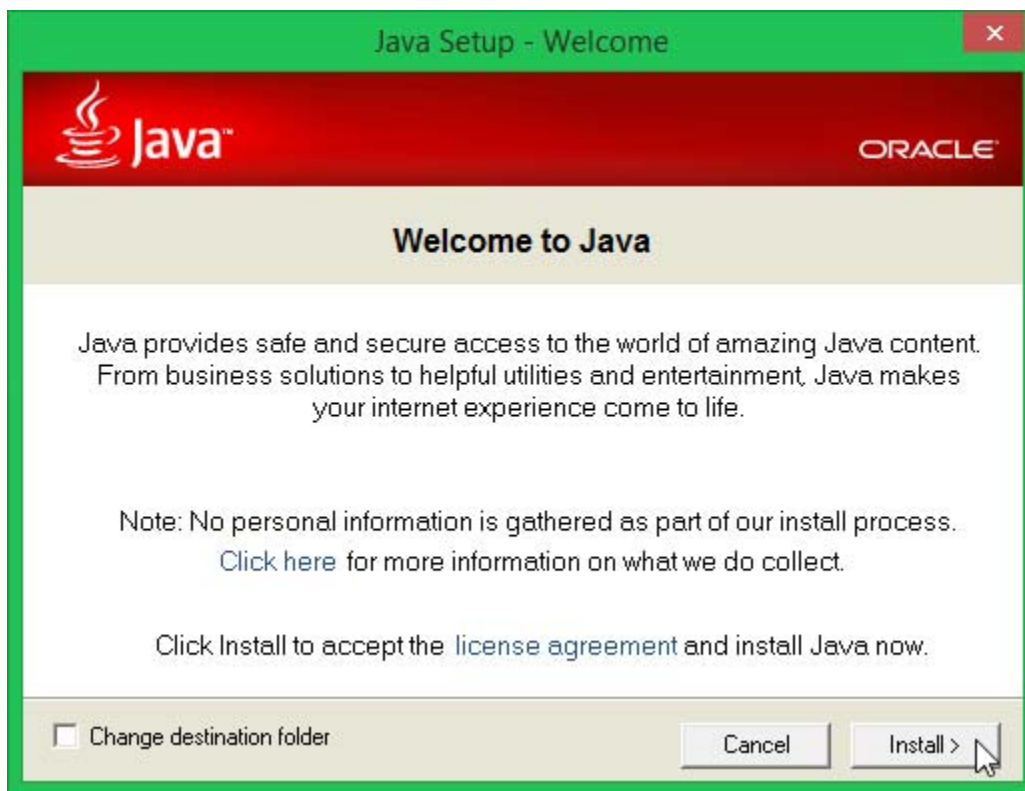 Java Setup - Welcome
Java™
ORACLE®
Welcome to Java
Java provides safe and secure access to the world of amazing Java content.
From business solutions to helpful utilities and entertainment, Java makes
your internet experience come to life.
Note: No personal information is gathered as part of our install process.
Click here for more information on what we do collect.
Click Install to accept the license agreement and install Java now.
Change destination folder
Cancel
Install >